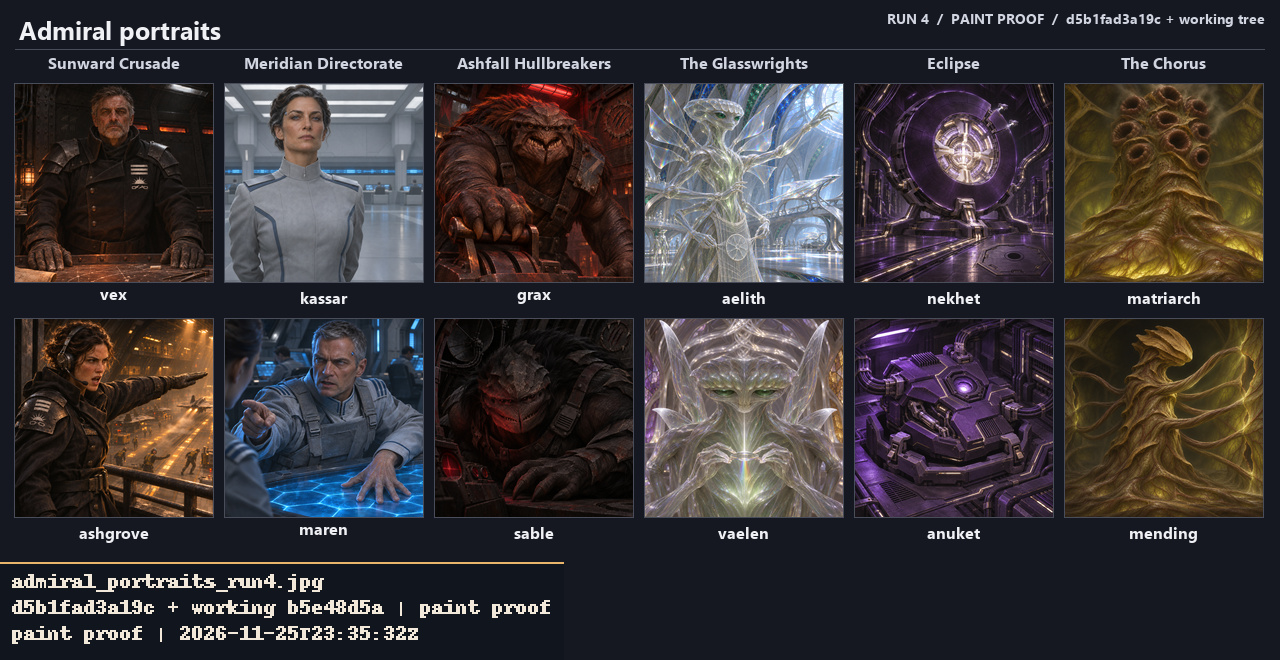 Admiral portraits
RUN 4 / PAINT PROOF / d5b1fad3a19c + working tree
Sunward Crusade
Meridian Directorate
Ashfall Hullbreakers
The Glasswrights
Eclipse
The Chorus
vex
kassar
grax
aelith
nekhet
matriarch
ashgrove
maren
sable
vaelen
anuket
mending
admiral_portraits_run4.jpg
d5b1fad3a19c + working b5e48d5a | paint proof
paint proof | 2026-11-25T23:35:32Z